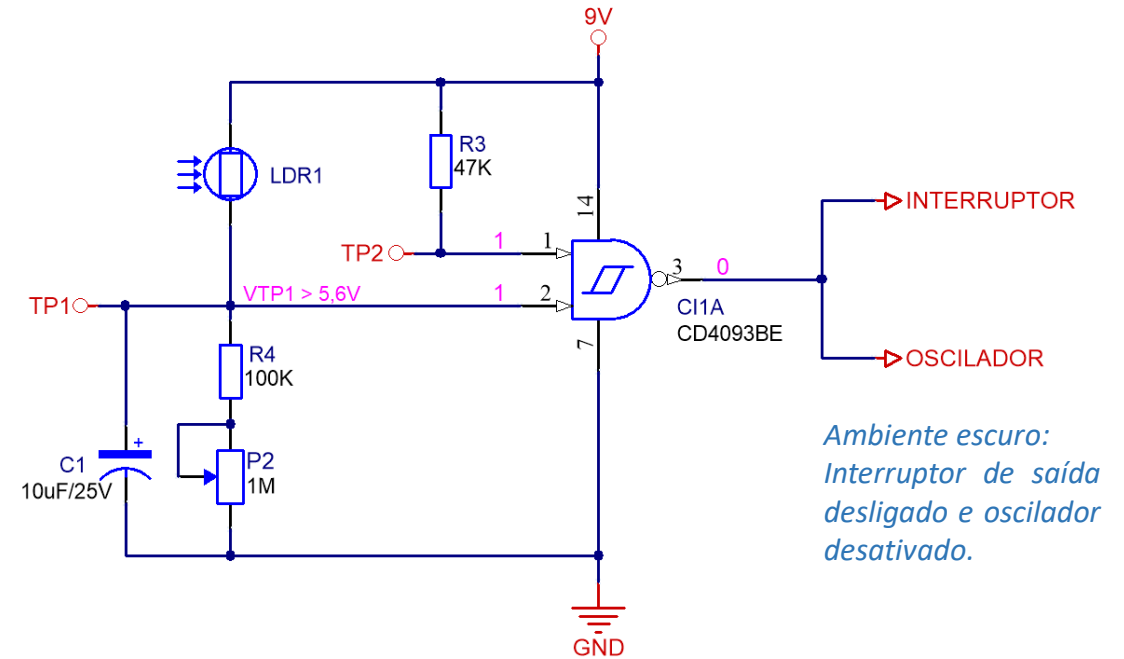 9V
R3
47K
LDR1
14
TP2
1
1
3
0
INTERRUPTOR
TP1
VTP1 > 5,6V
1
2
CI1A
CD4093BE
7
R4
100K
OSCILADOR
C1
+
10uF/25V
P2
1M
Ambiente escuro:
Interruptor de saída
desligado e oscilador
desativado.
GND